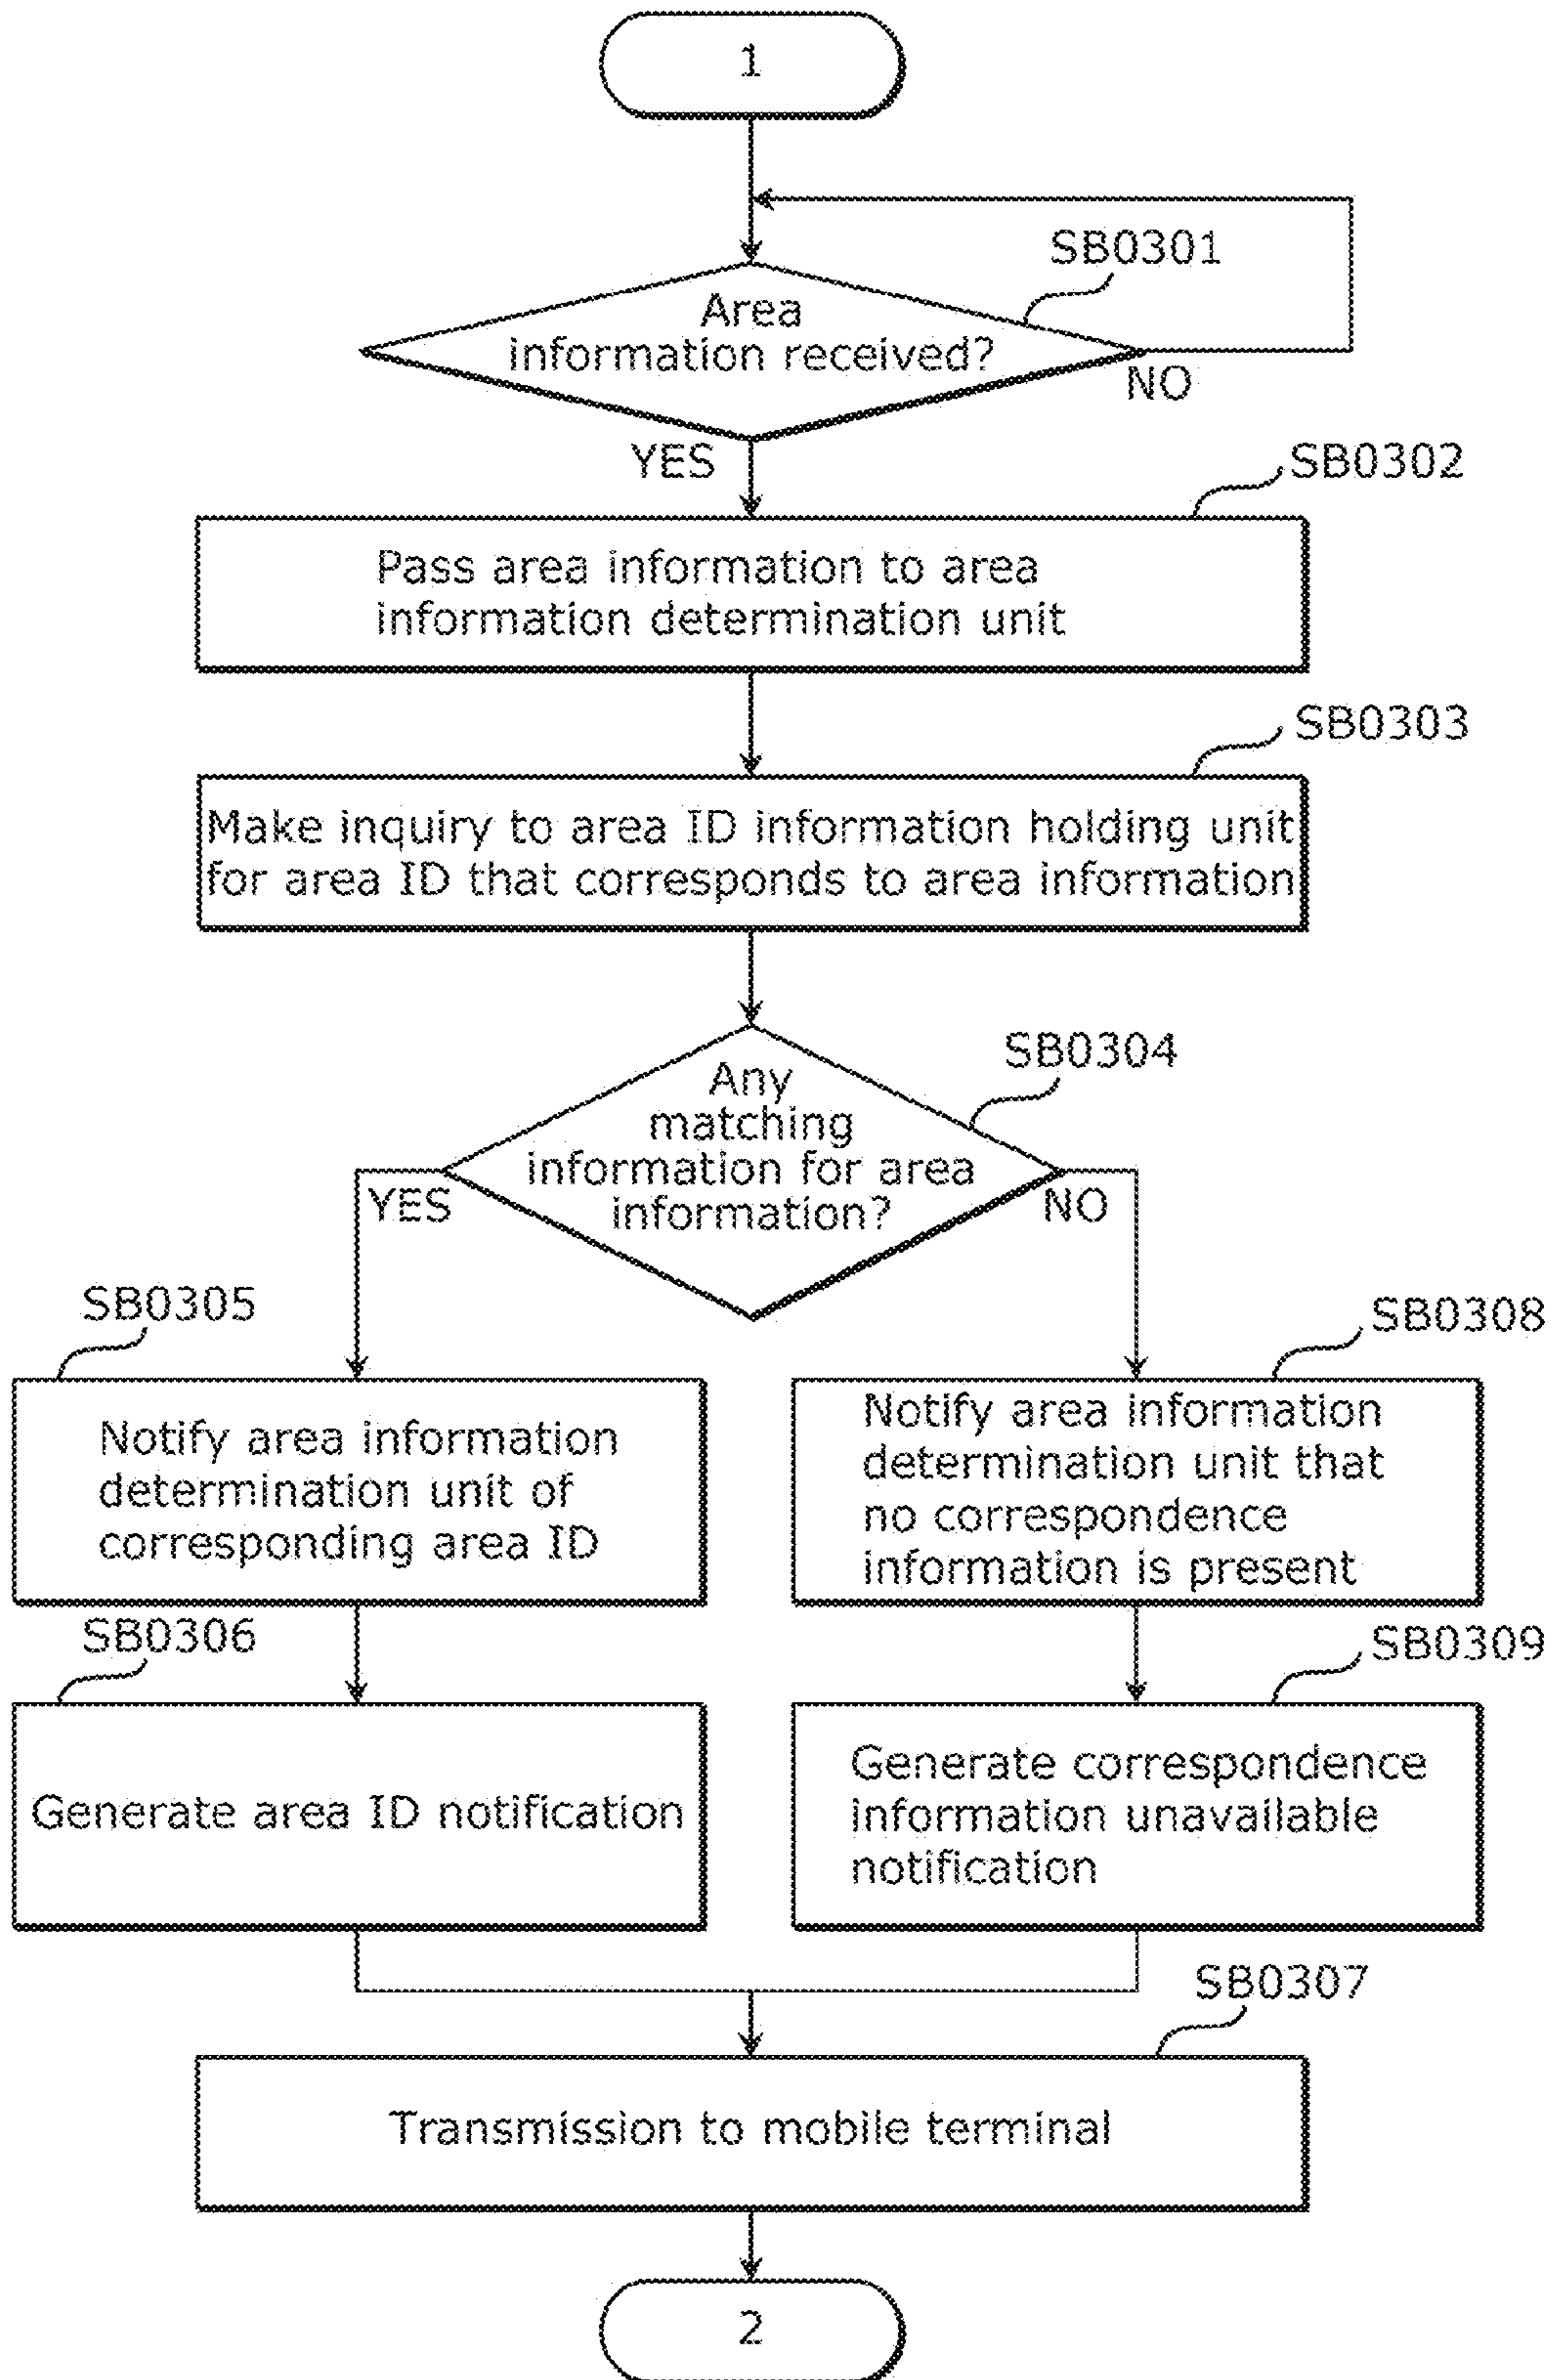 1
SB0301
Area
information received?
NO
YES
SB0302
Pass area information to area
information determination unit
SB0303
Make inquiry to area ID information holding unit
for area ID that corresponds to area information
SB0304
Any
matching
information for area
information?
YES
NO
SB0305
Notify area information
determination unit of
corresponding area ID
SB0308
Notify area information
determination unit that
no correspondence
information is present
SB0306
Generate area ID notification
SB0309
Generate correspondence
information unavailable
notification
SB0307
Transmission to mobile terminal
2